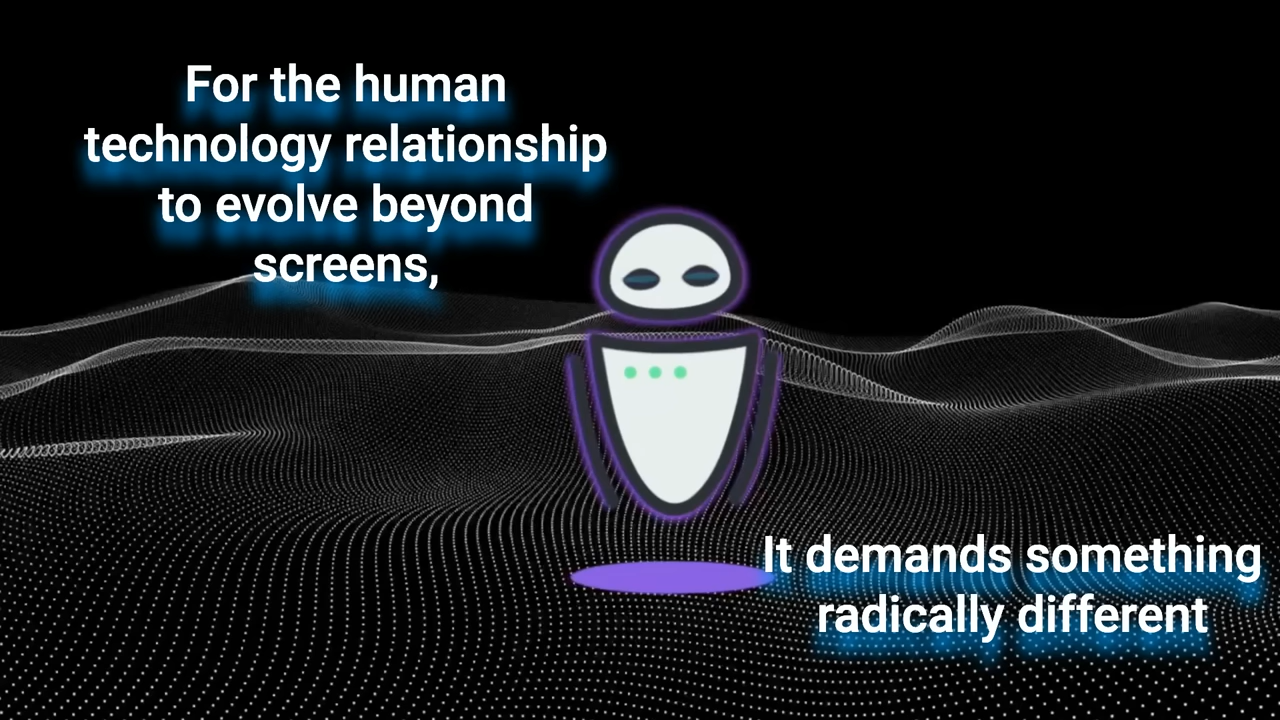 For the human
technology relationship
to evolve beyond
screens,
It demands something
radically different